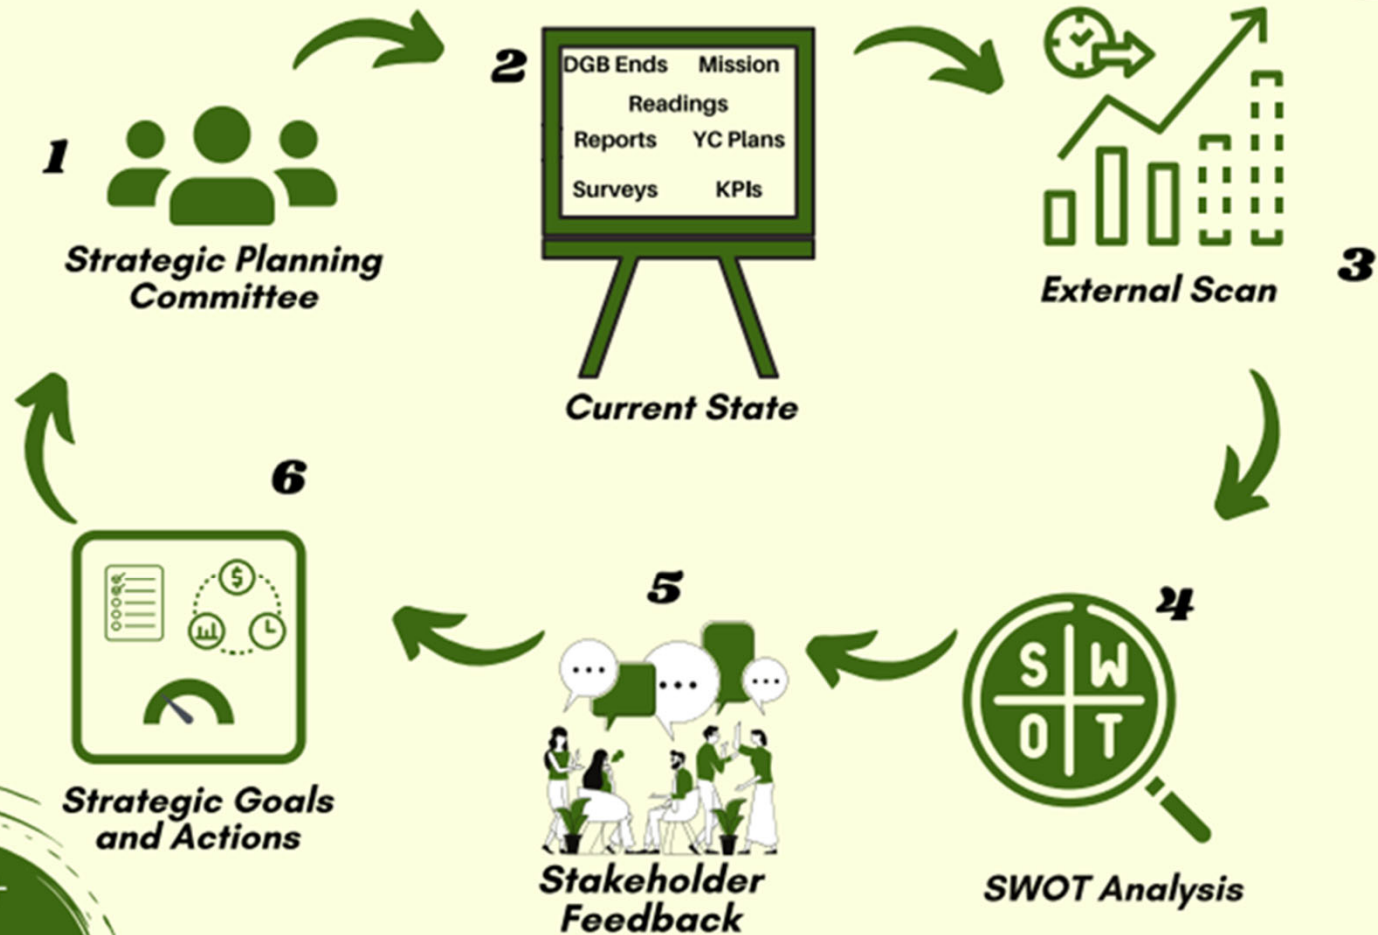 1
Strategic Planning
Committee
2
DGB Ends Mission
Readings
Reports YC Plans
Surveys KPIs
Current State
3
External Scan
4
S W
O T
SWOT Analysis
5
Stakeholder
Feedback
6
$
Strategic Goals
and Actions